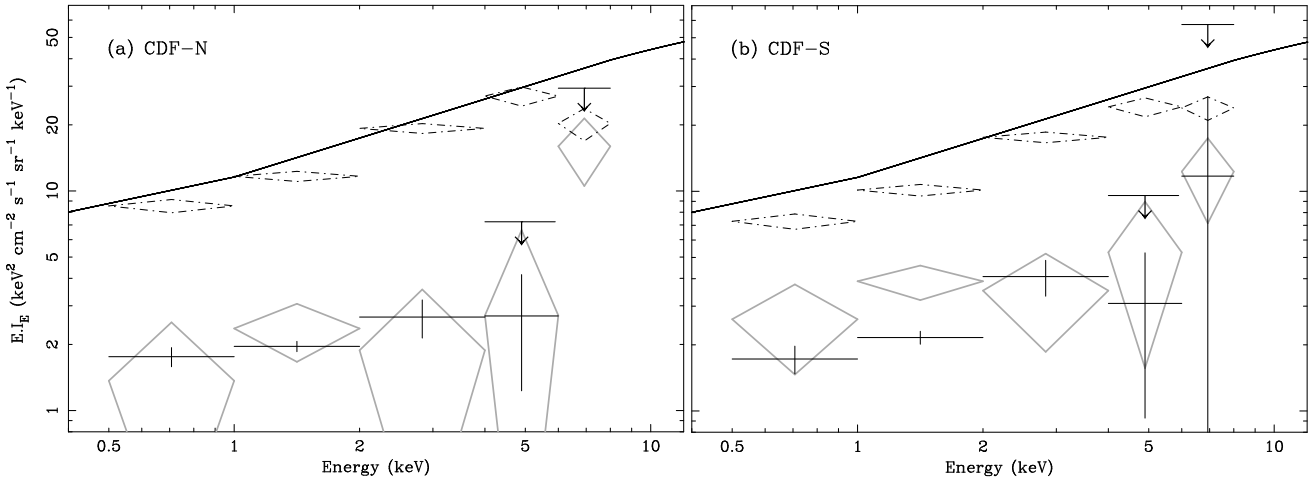 (a) CDF−N
(b) CDF−S
50
20
10
5
2
1
E.I_E (keV² cm⁻² s⁻¹ sr⁻¹ keV⁻¹)
0.5 1 2 5 10
0.5 1 2 5 10
Energy (keV)
Energy (keV)